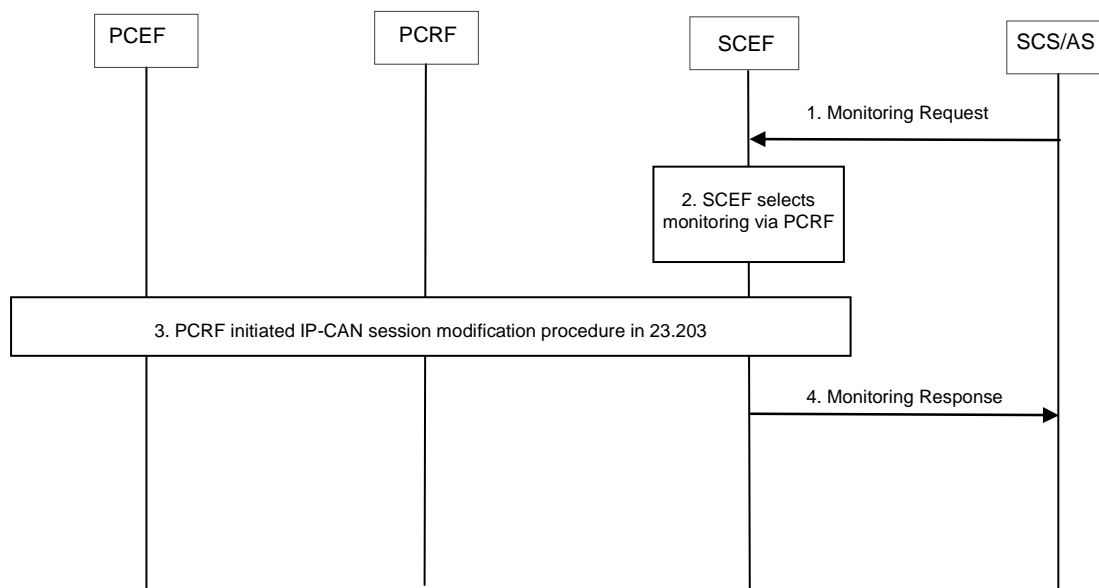 PCEF
PCRF
SCEF
SCS/AS
1. Monitoring Request
2. SCEF selects
monitoring via PCRF
3. PCRF initiated IP-CAN session modification procedure in 23.203
4. Monitoring Response